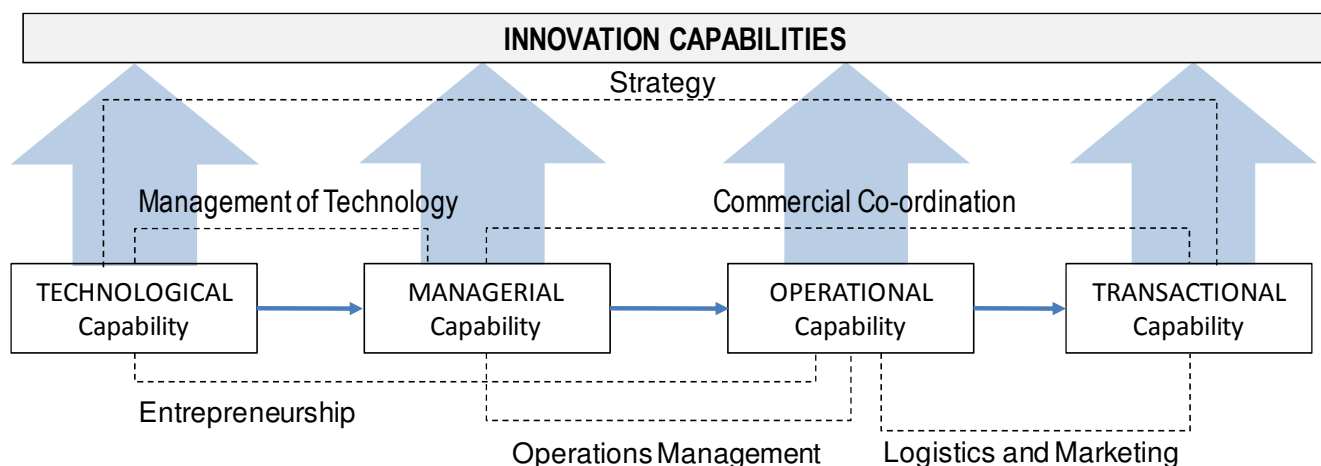 INNOVATION CAPABILITIES
Strategy
Management of Technology
Commercial Co-ordination
TECHNOLOGICAL
Capability
MANAGERIAL
Capability
OPERATIONAL
Capability
TRANSACTIONAL
Capability
Entrepreneurship
Operations Management
Logistics and Marketing